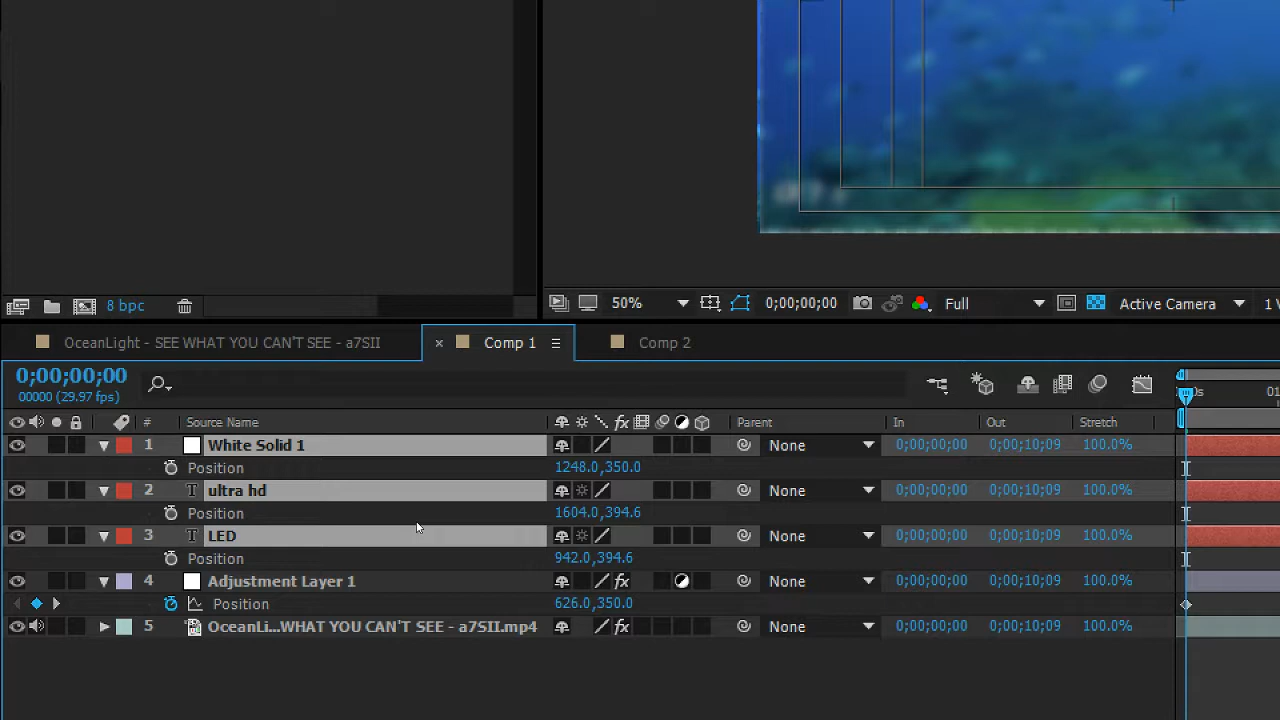 8 bpc
50%
0;00;00;00
Full
Active Camera
1 V
OceanLight - SEE WHAT YOU CAN'T SEE - a7SII
× Comp 1
Comp 2
0;00;00;00
00000 (29.97 fps)
00s
01
# Source Name fx Parent In Out Stretch
1 White Solid 1 None 0;00;00;00 0;00;10;09 100.0%
Position 1248.0,350.0
2 T ultra hd None 0;00;00;00 0;00;10;09 100.0%
Position 1604.0,394.6
3 T LED None 0;00;00;00 0;00;10;09 100.0%
Position 942.0,394.6
4 Adjustment Layer 1 fx None 0;00;00;00 0;00;10;09 100.0%
Position 626.0,350.0
5 OceanLi...WHAT YOU CAN'T SEE - a7SII.mp4 fx None 0;00;00;00 0;00;10;09 100.0%